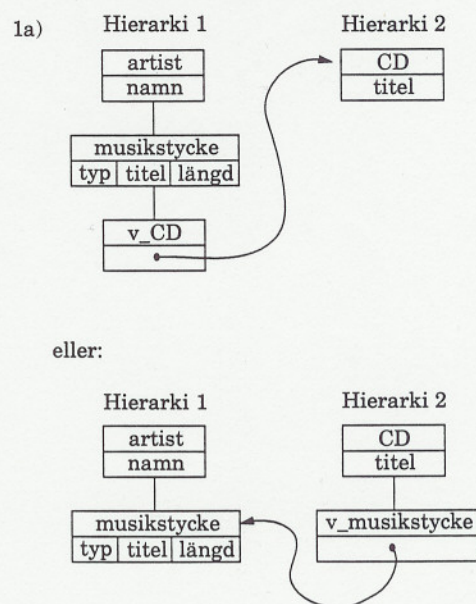 1a)
Hierarki 1 Hierarki 2
artist CD
namn titel
musikstycke
typ titel längd
v_CD
eller:
Hierarki 1 Hierarki 2
artist CD
namn titel
musikstycke v_musikstycke
typ titel längd